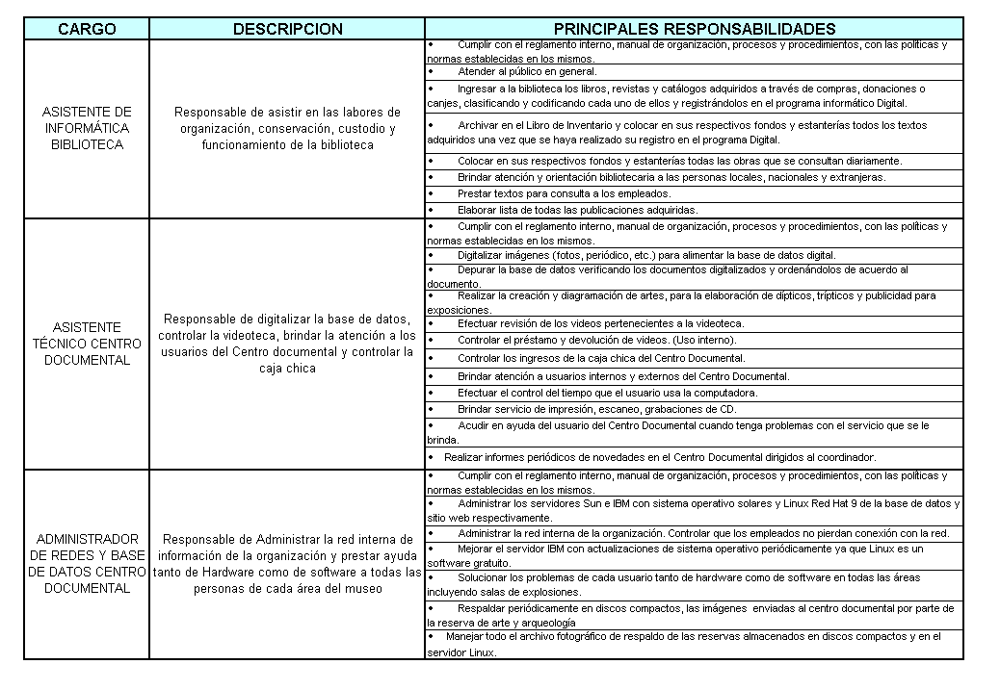 CARGO
DESCRIPCION
PRINCIPALES RESPONSABILIDADES
ASISTENTE DE
INFORMÁTICA
BIBLIOTECA
Responsable de asistir en las labores de
organización, conservación, custodio y
funcionamiento de la biblioteca
• Cumplir con el reglamento interno, manual de organización, procesos y procedimientos, con las políticas y
normas establecidas en los mismos.
• Atender al público en general.
• Ingresar a la biblioteca los libros, revistas y catálogos adquiridos a través de compras, donaciones o
canjes, clasificando y codificando cada uno de ellos y registrándolos en el programa informático Digital.
• Archivar en el Libro de Inventario y colocar en sus respectivos fondos y estanterías todos los textos
adquiridos una vez que se haya realizado su registro en el programa Digital.
• Colocar en sus respectivos fondos y estanterías todas las obras que se consultan diariamente.
• Brindar atención y orientación bibliotecaria a las personas locales, nacionales y extranjeras.
• Prestar textos para consulta a los empleados.
• Elaborar lista de todas las publicaciones adquiridas.
ASISTENTE
TÉCNICO CENTRO
DOCUMENTAL
Responsable de digitalizar la base de datos,
controlar la videoteca, brindar la atención a los
usuarios del Centro documental y controlar la
caja chica
• Cumplir con el reglamento interno, manual de organización, procesos y procedimientos, con las políticas y
normas establecidas en los mismos.
• Digitalizar imágenes (fotos, periódico, etc.) para alimentar la base de datos digital.
• Depurar la base de datos verificando los documentos digitalizados y ordenándolos de acuerdo al
documento.
• Realizar la creación y diagramación de artes, para la elaboración de dípticos, trípticos y publicidad para
exposiciones.
• Efectuar revisión de los videos pertenecientes a la videoteca.
• Controlar el préstamo y devolución de videos. (Uso interno).
• Controlar los ingresos de la caja chica del Centro Documental.
• Brindar atención a usuarios internos y externos del Centro Documental.
• Efectuar el control del tiempo que el usuario usa la computadora.
• Brindar servicio de impresión, escaneo, grabaciones de CD.
• Acudir en ayuda del usuario del Centro Documental cuando tenga problemas con el servicio que se le
brinda.
• Realizar informes periódicos de novedades en el Centro Documental dirigidos al coordinador.
ADMINISTRADOR
DE REDES Y BASE
DE DATOS CENTRO
DOCUMENTAL
Responsable de Administrar la red interna de
información de la organización y prestar ayuda
tanto de Hardware como de software a todas las
personas de cada área del museo
• Cumplir con el reglamento interno, manual de organización, procesos y procedimientos, con las políticas y
normas establecidas en los mismos.
• Administrar los servidores Sun e IBM con sistema operativo solares y Linux Red Hat 9 de la base de datos y
sitio web respectivamente.
• Administrar la red interna de la organización. Controlar que los empleados no pierdan conexión con la red.
• Mejorar el servidor IBM con actualizaciones de sistema operativo periódicamente ya que Linux es un
software gratuito.
• Solucionar los problemas de cada usuario tanto de hardware como de software en todas las áreas
incluyendo salas de explosiones.
• Respaldar periódicamente en discos compactos, las imágenes enviadas al centro documental por parte de
la reserva de arte y arqueología
• Manejar todo el archivo fotográfico de respaldo de las reservas almacenados en discos compactos y en el
servidor Linux.